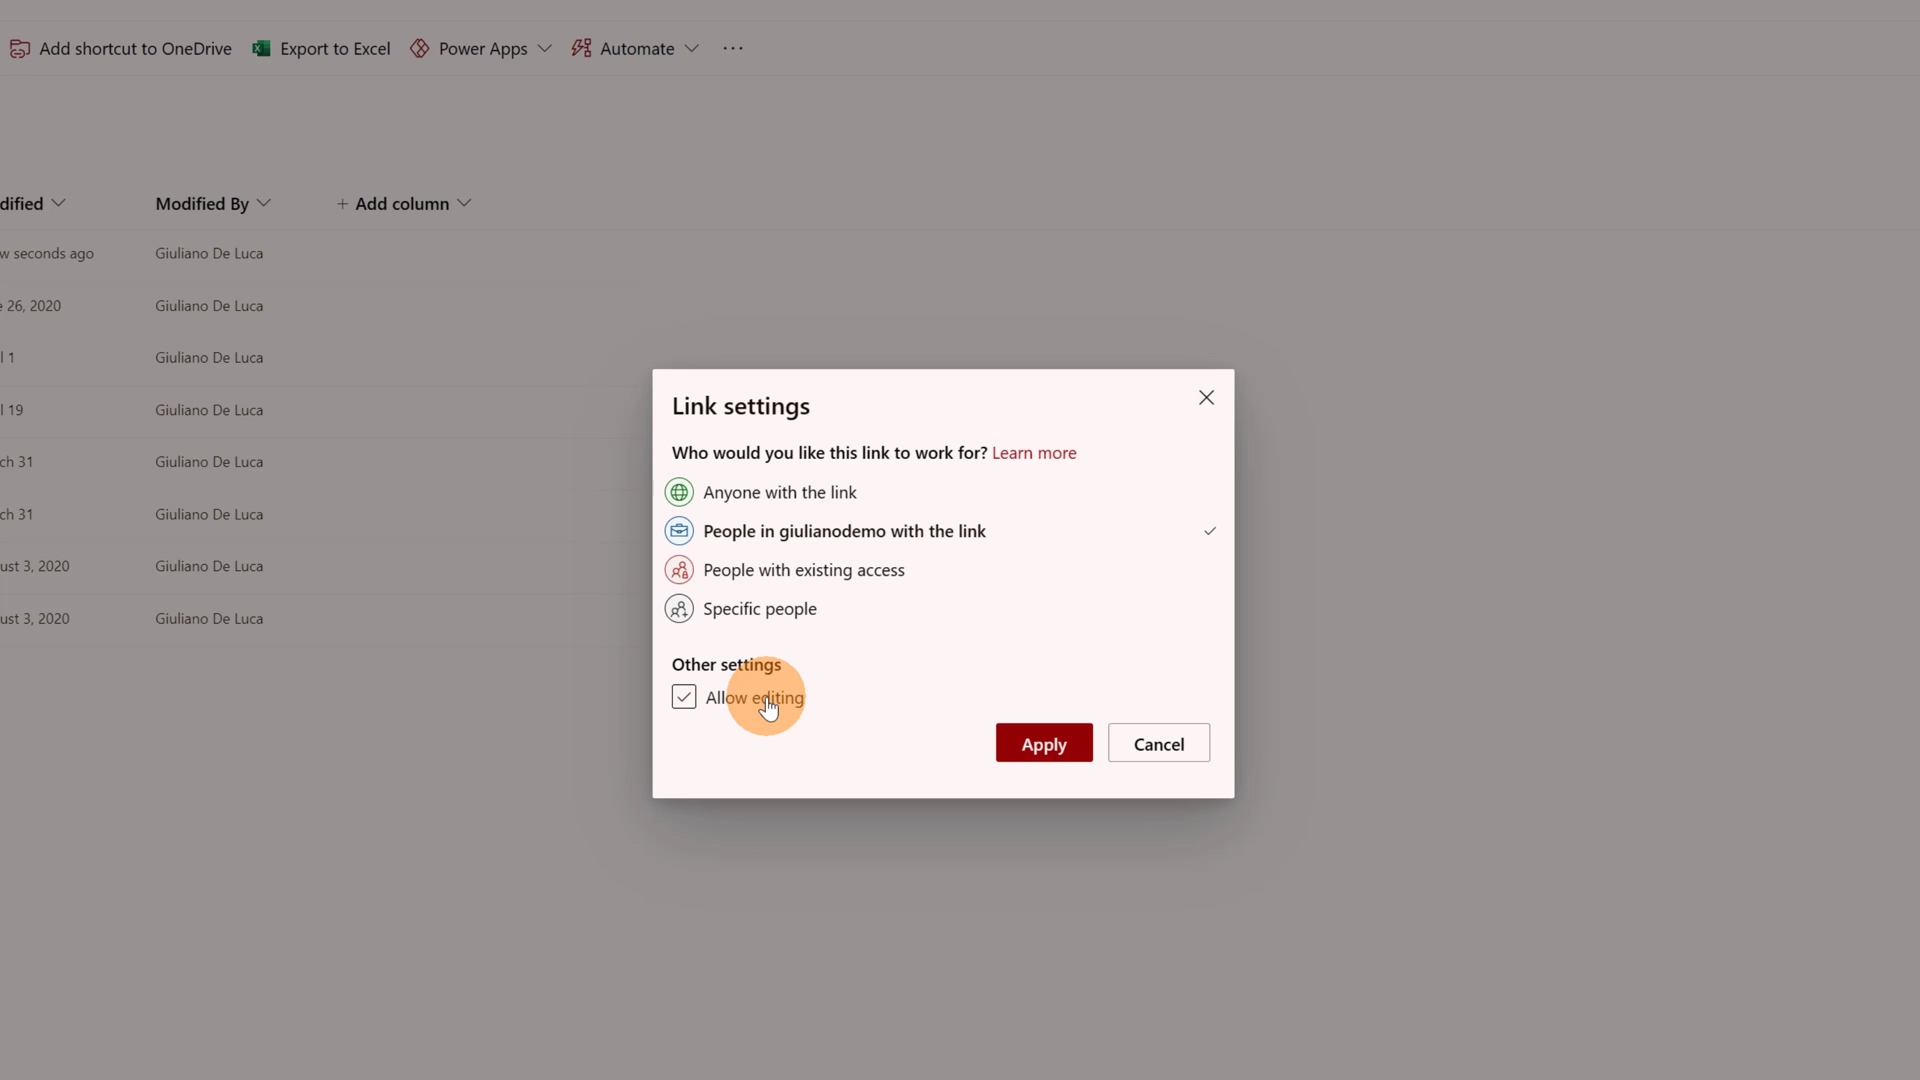 Add shortcut to OneDrive Export to Excel Power Apps Automate ...
dified Modified By + Add column
w seconds ago Giuliano De Luca
e 26, 2020 Giuliano De Luca
l 1 Giuliano De Luca
l 19 Giuliano De Luca
ch 31 Giuliano De Luca
ch 31 Giuliano De Luca
ust 3, 2020 Giuliano De Luca
ust 3, 2020 Giuliano De Luca
Link settings
Who would you like this link to work for? Learn more
Anyone with the link
People in giulianodemo with the link
People with existing access
Specific people
Other settings
Allow editing
Apply Cancel